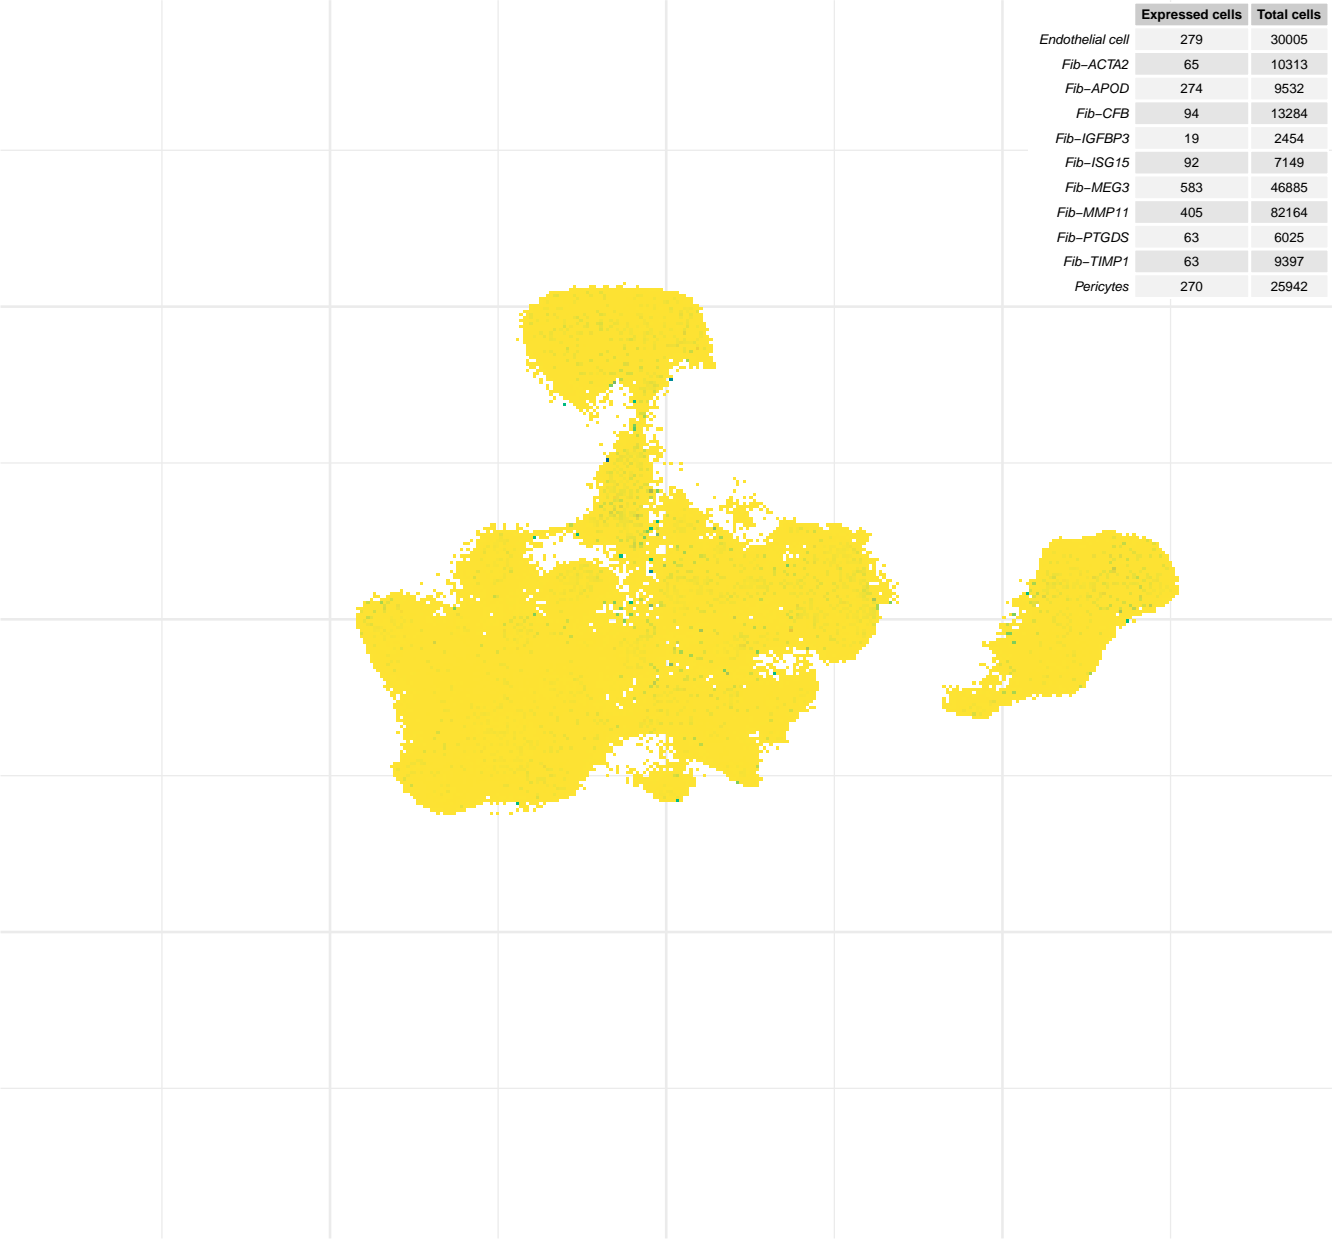 Expressed cells Total cells
Endothelial cell 279 30005
Fib−ACTA2 65 10313
Fib−APOD 274 9532
Fib−CFB 94 13284
Fib−IGFBP3 19 2454
Fib−ISG15 92 7149
Fib−MEG3 583 46885
Fib−MMP11 405 82164
Fib−PTGDS 63 6025
Fib−TIMP1 63 9397
Pericytes 270 25942